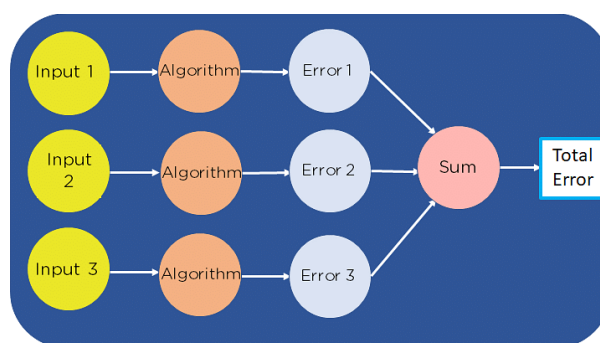 Input 1
Algorithm
Error 1
Input
2
Algorithm
Error 2
Sum
Total
Error
Input 3
Algorithm
Error 3